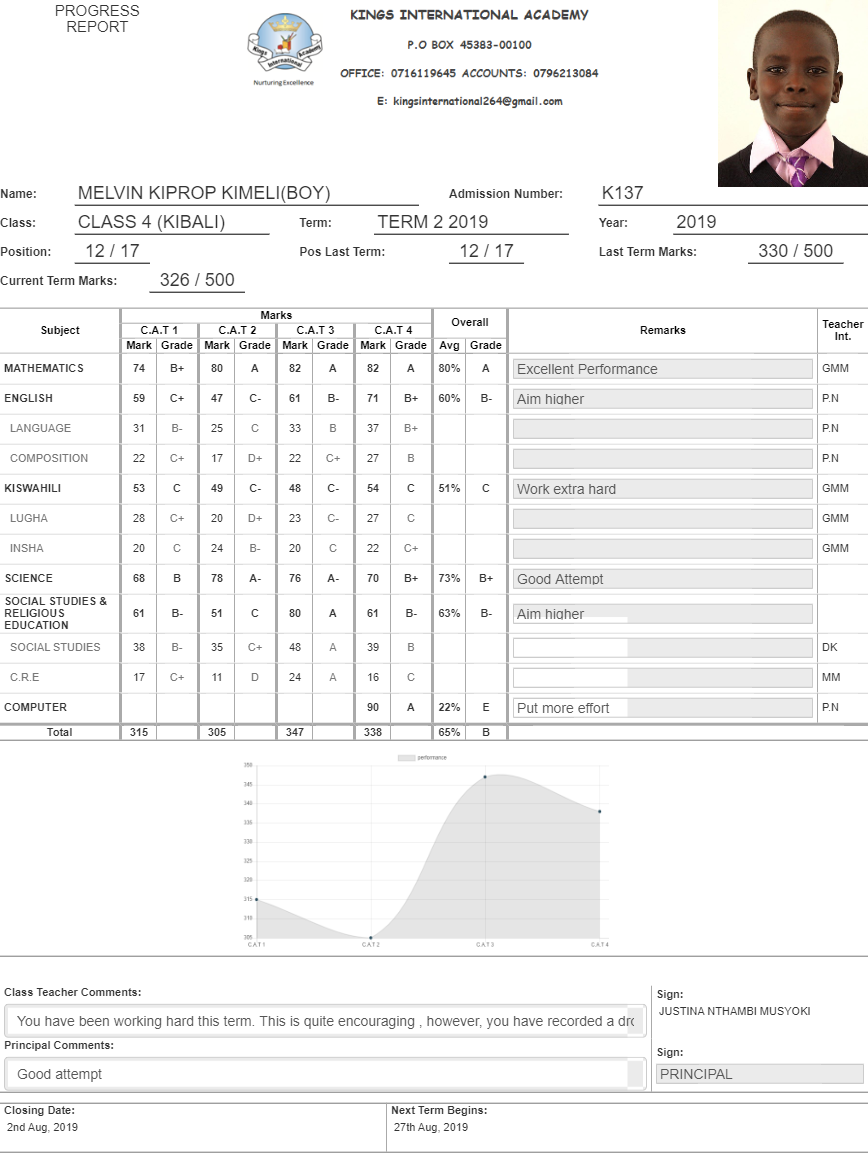 PROGRESS
REPORT
KINGS INTERNATIONAL ACADEMY
P.O BOX 45383-00100
OFFICE: 0716119645 ACCOUNTS: 0796213084
E: kingsinternational264@gmail.com
Kings International Academy
Nurturing Excellence
Name: MELVIN KIPROP KIMELI(BOY) Admission Number: K137
Class: CLASS 4 (KIBALI) Term: TERM 2 2019 Year: 2019
Position: 12 / 17 Pos Last Term: 12 / 17 Last Term Marks: 330 / 500
Current Term Marks: 326 / 500
Subject Marks Overall Remarks Teacher Int.
C.A.T 1 C.A.T 2 C.A.T 3 C.A.T 4
Mark Grade Mark Grade Mark Grade Mark Grade Avg Grade
MATHEMATICS 74 B+ 80 A 82 A 82 A 80% A Excellent Performance GMM
ENGLISH 59 C+ 47 C- 61 B- 71 B+ 60% B- Aim higher P.N
LANGUAGE 31 B- 25 C 33 B 37 B+ P.N
COMPOSITION 22 C+ 17 D+ 22 C+ 27 B P.N
KISWAHILI 53 C 49 C- 48 C- 54 C 51% C Work extra hard GMM
LUGHA 28 C+ 20 D+ 23 C- 27 C GMM
INSHA 20 C 24 B- 20 C 22 C+ GMM
SCIENCE 68 B 78 A- 76 A- 70 B+ 73% B+ Good Attempt
SOCIAL STUDIES & RELIGIOUS EDUCATION 61 B- 51 C 80 A 61 B- 63% B- Aim higher
SOCIAL STUDIES 38 B- 35 C+ 48 A 39 B DK
C.R.E 17 C+ 11 D 24 A 16 C MM
COMPUTER 90 A 22% E Put more effort P.N
Total 315 305 347 338 65% B
performance
350
345
340
335
330
325
320
315
310
305
CAT 1 CAT 2 CAT 3 CAT 4
Class Teacher Comments:
You have been working hard this term. This is quite encouraging , however, you have recorded a dro
Sign:
JUSTINA NTHAMBI MUSYOKI
Principal Comments:
Good attempt
Sign:
PRINCIPAL
Closing Date:
2nd Aug, 2019
Next Term Begins:
27th Aug, 2019